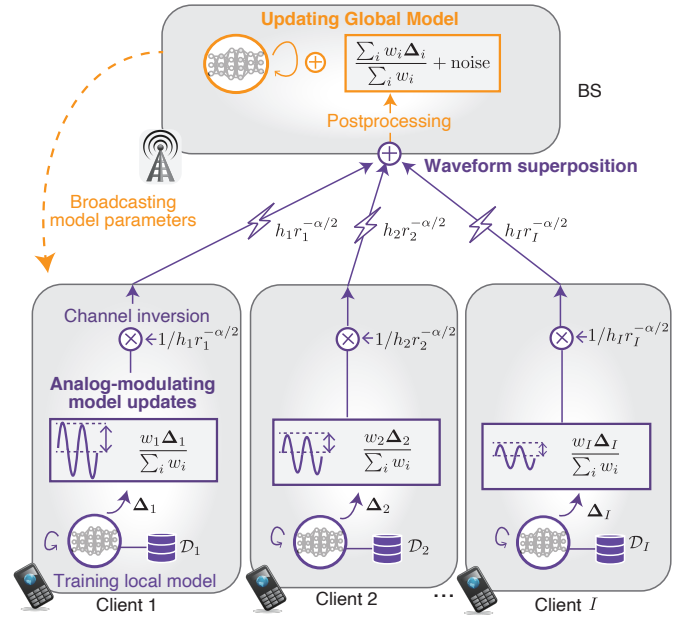 Updating Global Model
∑_i w_i Δ_i / ∑_i w_i + noise
BS
Postprocessing
Waveform superposition
Broadcasting
model parameters
h_1 r_1^{-α/2}
h_2 r_2^{-α/2}
h_I r_I^{-α/2}
Channel inversion
1/h_1 r_1^{-α/2}
1/h_2 r_2^{-α/2}
1/h_I r_I^{-α/2}
Analog-modulating
model updates
w_1 Δ_1 / ∑_i w_i
w_2 Δ_2 / ∑_i w_i
w_I Δ_I / ∑_i w_i
Δ_1
Δ_2
Δ_I
D_1
D_2
D_I
Training local model
Client 1
Client 2
...
Client I